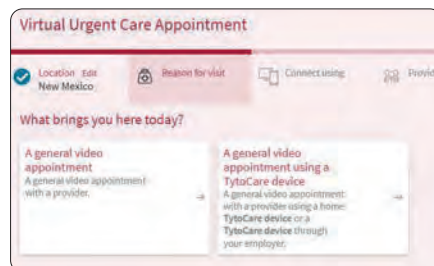 Virtual Urgent Care Appointment
Location Edit
New Mexico
Reason for visit
Connect using
Provid
What brings you here today?
A general video
appointment
A general video appointment
with a provider.
A general video
appointment using a
TytoCare device
A general video appointment
with a provider using a home
TytoCare device or a
TytoCare device through
your employer.